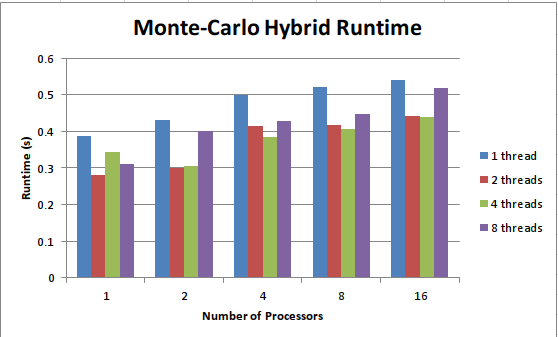 Monte-Carlo Hybrid Runtime
0.6
0.5
0.4
0.3
0.2
0.1
0
Runtime (s)
1 2 4 8 16
Number of Processors
1 thread
2 threads
4 threads
8 threads